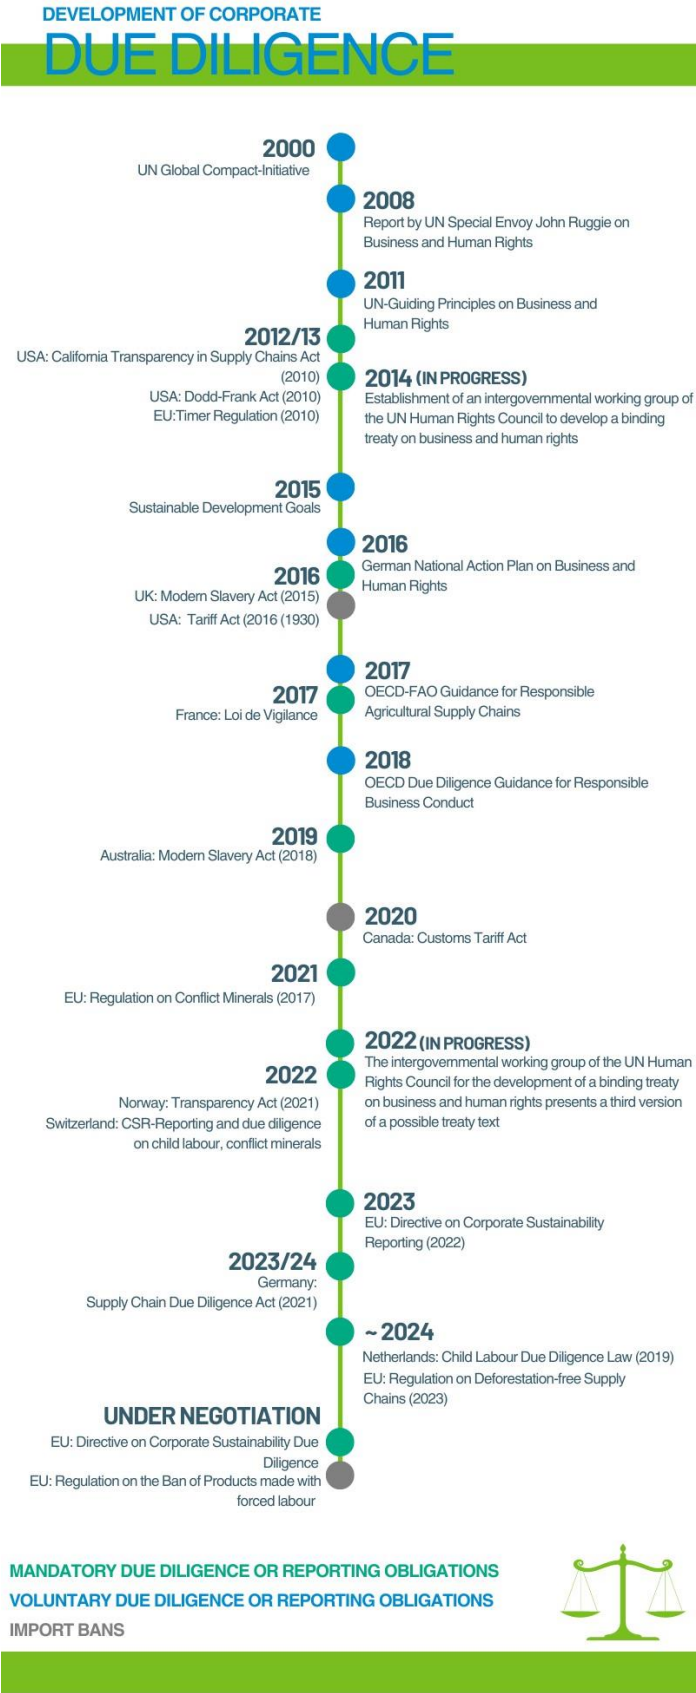 DEVELOPMENT OF CORPORATE
DUE DILIGENCE
2000
UN Global Compact-Initiative
2008
Report by UN Special Envoy John Ruggie on
Business and Human Rights
2011
UN-Guiding Principles on Business and
Human Rights
2012/13
USA: California Transparency in Supply Chains Act
(2010)
USA: Dodd-Frank Act (2010)
EU:Timer Regulation (2010)
2014 (IN PROGRESS)
Establishment of an intergovernmental working group of
the UN Human Rights Council to develop a binding
treaty on business and human rights
2015
Sustainable Development Goals
2016
German National Action Plan on Business and
Human Rights
2016
UK: Modern Slavery Act (2015)
USA: Tariff Act (2016 (1930)
2017
OECD-FAO Guidance for Responsible
Agricultural Supply Chains
2017
France: Loi de Vigilance
2018
OECD Due Diligence Guidance for Responsible
Business Conduct
2019
Australia: Modern Slavery Act (2018)
2020
Canada: Customs Tariff Act
2021
EU: Regulation on Conflict Minerals (2017)
2022 (IN PROGRESS)
The intergovernmental working group of the UN Human
Rights Council for the development of a binding treaty
on business and human rights presents a third version
of a possible treaty text
2022
Norway: Transparency Act (2021)
Switzerland: CSR-Reporting and due diligence
on child labour, conflict minerals
2023
EU: Directive on Corporate Sustainability
Reporting (2022)
2023/24
Germany:
Supply Chain Due Diligence Act (2021)
~ 2024
Netherlands: Child Labour Due Diligence Law (2019)
EU: Regulation on Deforestation-free Supply
Chains (2023)
UNDER NEGOTIATION
EU: Directive on Corporate Sustainability Due
Diligence
EU: Regulation on the Ban of Products made with
forced labour
MANDATORY DUE DILIGENCE OR REPORTING OBLIGATIONS
VOLUNTARY DUE DILIGENCE OR REPORTING OBLIGATIONS
IMPORT BANS